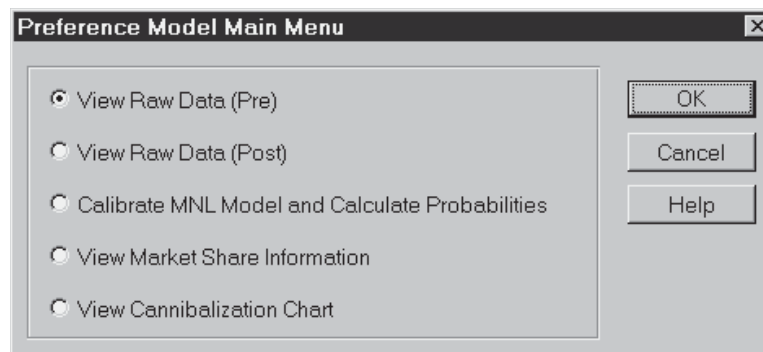 Preference Model Main Menu
View Raw Data (Pre)
View Raw Data (Post)
Calibrate MNL Model and Calculate Probabilities
View Market Share Information
View Cannibalization Chart
OK
Cancel
Help